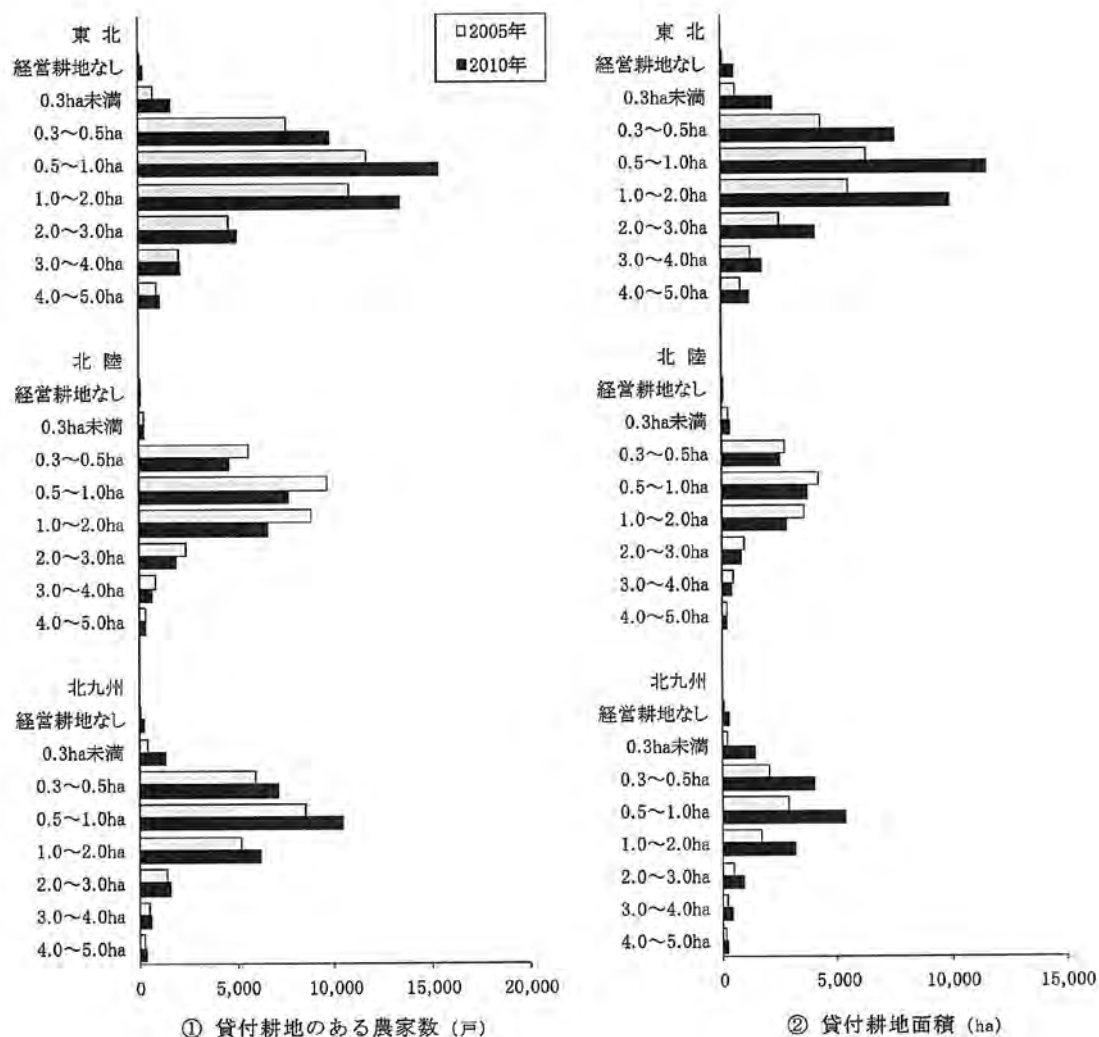 東 北
経営耕地なし
0.3ha未満
0.3〜0.5ha
0.5〜1.0ha
1.0〜2.0ha
2.0〜3.0ha
3.0〜4.0ha
4.0〜5.0ha
北 陸
経営耕地なし
0.3ha未満
0.3〜0.5ha
0.5〜1.0ha
1.0〜2.0ha
2.0〜3.0ha
3.0〜4.0ha
4.0〜5.0ha
北九州
経営耕地なし
0.3ha未満
0.3〜0.5ha
0.5〜1.0ha
1.0〜2.0ha
2.0〜3.0ha
3.0〜4.0ha
4.0〜5.0ha
0 5,000 10,000 15,000 20,000
① 貸付耕地のある農家数 (戸)
□2005年
■2010年
東 北
経営耕地なし
0.3ha未満
0.3〜0.5ha
0.5〜1.0ha
1.0〜2.0ha
2.0〜3.0ha
3.0〜4.0ha
4.0〜5.0ha
北 陸
経営耕地なし
0.3ha未満
0.3〜0.5ha
0.5〜1.0ha
1.0〜2.0ha
2.0〜3.0ha
3.0〜4.0ha
4.0〜5.0ha
北九州
経営耕地なし
0.3ha未満
0.3〜0.5ha
0.5〜1.0ha
1.0〜2.0ha
2.0〜3.0ha
3.0〜4.0ha
4.0〜5.0ha
0 5,000 10,000 15,000
② 貸付耕地面積 (ha)